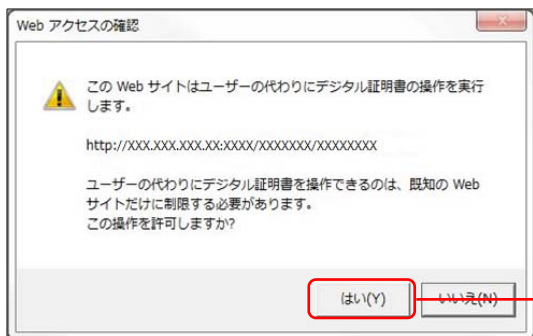 Web アクセスの確認
この Web サイトはユーザーの代わりにデジタル証明書の操作を実行
します。
http://XXX.XXX.XXX.XX:XXXX/XXXXXXX/XXXXXXXX
ユーザーの代わりにデジタル証明書を操作できるのは、既知の Web
サイトだけに制限する必要があります。
この操作を許可しますか?
はい(Y)
いいえ(N)